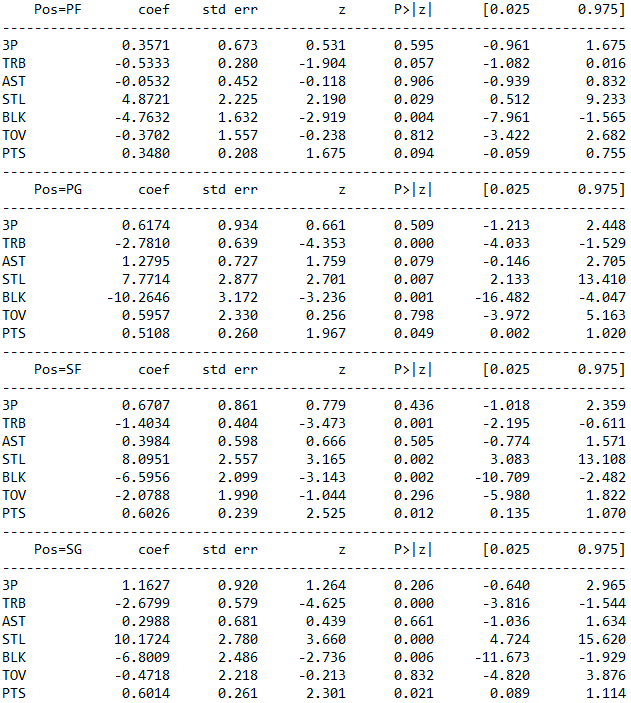 Pos=PF coef std err z P>|z| [0.025 0.975]
3P 0.3571 0.673 0.531 0.595 -0.961 1.675
TRB -0.5333 0.280 -1.904 0.057 -1.082 0.016
AST -0.0532 0.452 -0.118 0.906 -0.939 0.832
STL 4.8721 2.225 2.190 0.029 0.512 9.233
BLK -4.7632 1.632 -2.919 0.004 -7.961 -1.565
TOV -0.3702 1.557 -0.238 0.812 -3.422 2.682
PTS 0.3480 0.208 1.675 0.094 -0.059 0.755
Pos=PG coef std err z P>|z| [0.025 0.975]
3P 0.6174 0.934 0.661 0.509 -1.213 2.448
TRB -2.7810 0.639 -4.353 0.000 -4.033 -1.529
AST 1.2795 0.727 1.759 0.079 -0.146 2.705
STL 7.7714 2.877 2.701 0.007 2.133 13.410
BLK -10.2646 3.172 -3.236 0.001 -16.482 -4.047
TOV 0.5957 2.330 0.256 0.798 -3.972 5.163
PTS 0.5108 0.260 1.967 0.049 0.002 1.020
Pos=SF coef std err z P>|z| [0.025 0.975]
3P 0.6707 0.861 0.779 0.436 -1.018 2.359
TRB -1.4034 0.404 -3.473 0.001 -2.195 -0.611
AST 0.3984 0.598 0.666 0.505 -0.774 1.571
STL 8.0951 2.557 3.165 0.002 3.083 13.108
BLK -6.5956 2.099 -3.143 0.002 -10.709 -2.482
TOV -2.0788 1.990 -1.044 0.296 -5.980 1.822
PTS 0.6026 0.239 2.525 0.012 0.135 1.070
Pos=SG coef std err z P>|z| [0.025 0.975]
3P 1.1627 0.920 1.264 0.206 -0.640 2.965
TRB -2.6799 0.579 -4.625 0.000 -3.816 -1.544
AST 0.2988 0.681 0.439 0.661 -1.036 1.634
STL 10.1724 2.780 3.660 0.000 4.724 15.620
BLK -6.8009 2.486 -2.736 0.006 -11.673 -1.929
TOV -0.4718 2.218 -0.213 0.832 -4.820 3.876
PTS 0.6014 0.261 2.301 0.021 0.089 1.114